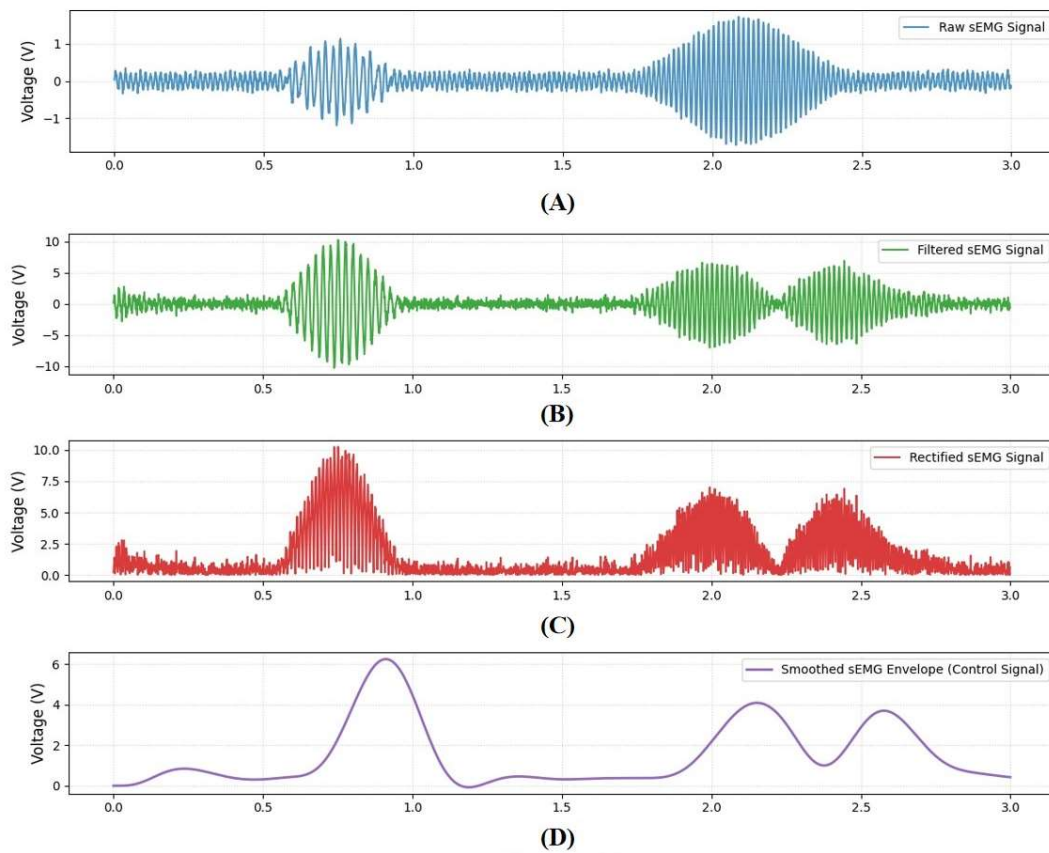 Voltage (V)
1
0
−1
Raw sEMG Signal
0.0 0.5 1.0 1.5 2.0 2.5 3.0
(A)
Voltage (V)
10
5
0
−5
−10
Filtered sEMG Signal
0.0 0.5 1.0 1.5 2.0 2.5 3.0
(B)
Voltage (V)
10.0
7.5
5.0
2.5
0.0
Rectified sEMG Signal
0.0 0.5 1.0 1.5 2.0 2.5 3.0
(C)
Voltage (V)
6
4
2
0
Smoothed sEMG Envelope (Control Signal)
0.0 0.5 1.0 1.5 2.0 2.5 3.0
(D)